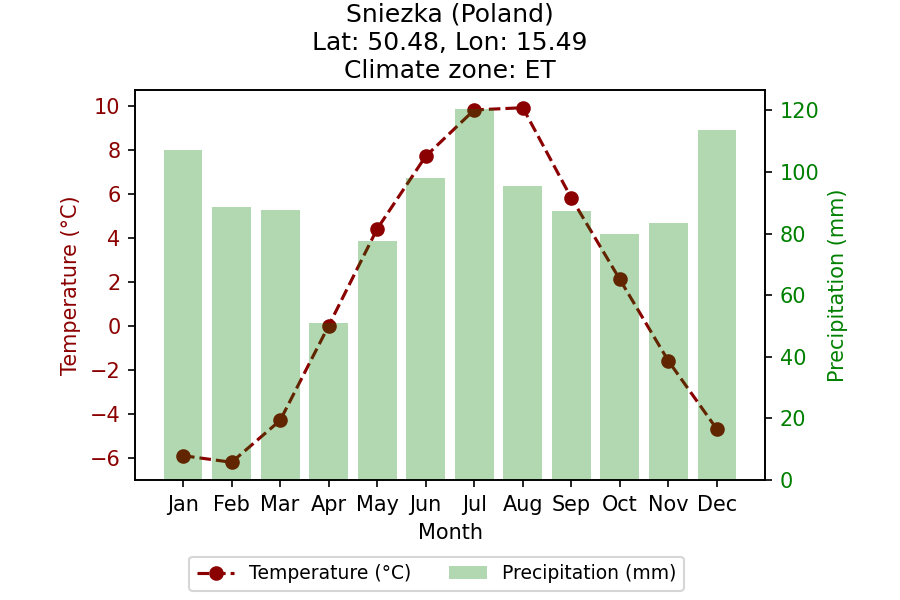 Sniezka (Poland)
Lat: 50.48, Lon: 15.49
Climate zone: ET
10
8
6
4
2
0
−2
−4
−6
Temperature (°C)
120
100
80
60
40
20
0
Precipitation (mm)
Jan Feb Mar Apr May Jun Jul Aug Sep Oct Nov Dec
Month
Temperature (°C) Precipitation (mm)